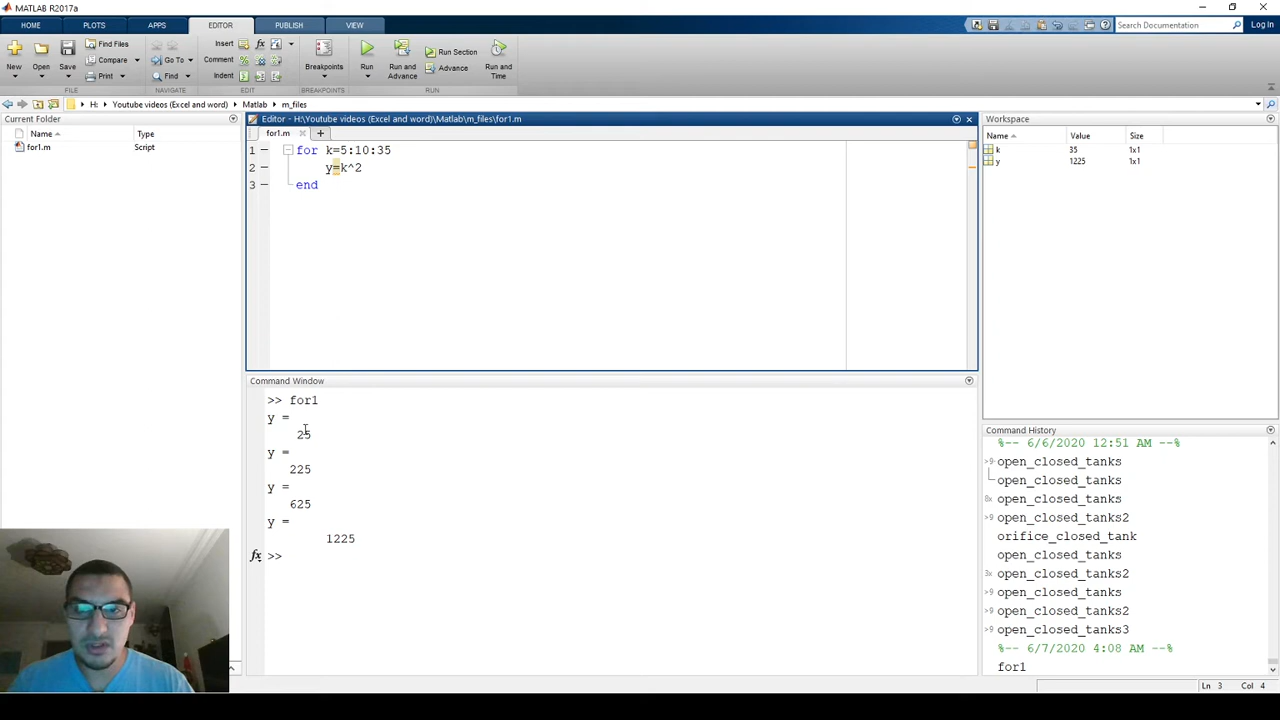 MATLAB R2017a
HOME PLOTS APPS EDITOR PUBLISH VIEW Search Documentation Log In
New Open Save Find Files Compare Print Go To Find Insert Comment Indent fx Breakpoints Run Run and Advance Run Section Advance Run and Time
FILE NAVIGATE EDIT BREAKPOINTS RUN
H: Youtube videos (Excel and word) Matlab m_files
Current Folder
Name Type
for1.m Script
Editor - H:\Youtube videos (Excel and word)\Matlab\m_files\for1.m
for1.m +
1 for k=5:10:35
2 y=k^2
3 end
Command Window
>> for1
y =
25
y =
225
y =
625
y =
1225
fx >>
Workspace
Name Value Size
k 35 1x1
y 1225 1x1
Command History
%-- 6/6/2020 12:51 AM --%
open_closed_tanks
open_closed_tanks
8x open_closed_tanks
open_closed_tanks2
orifice_closed_tank
open_closed_tanks
3x open_closed_tanks2
open_closed_tanks
open_closed_tanks2
open_closed_tanks3
%-- 6/7/2020 4:08 AM --%
for1
Ln 3 Col 4